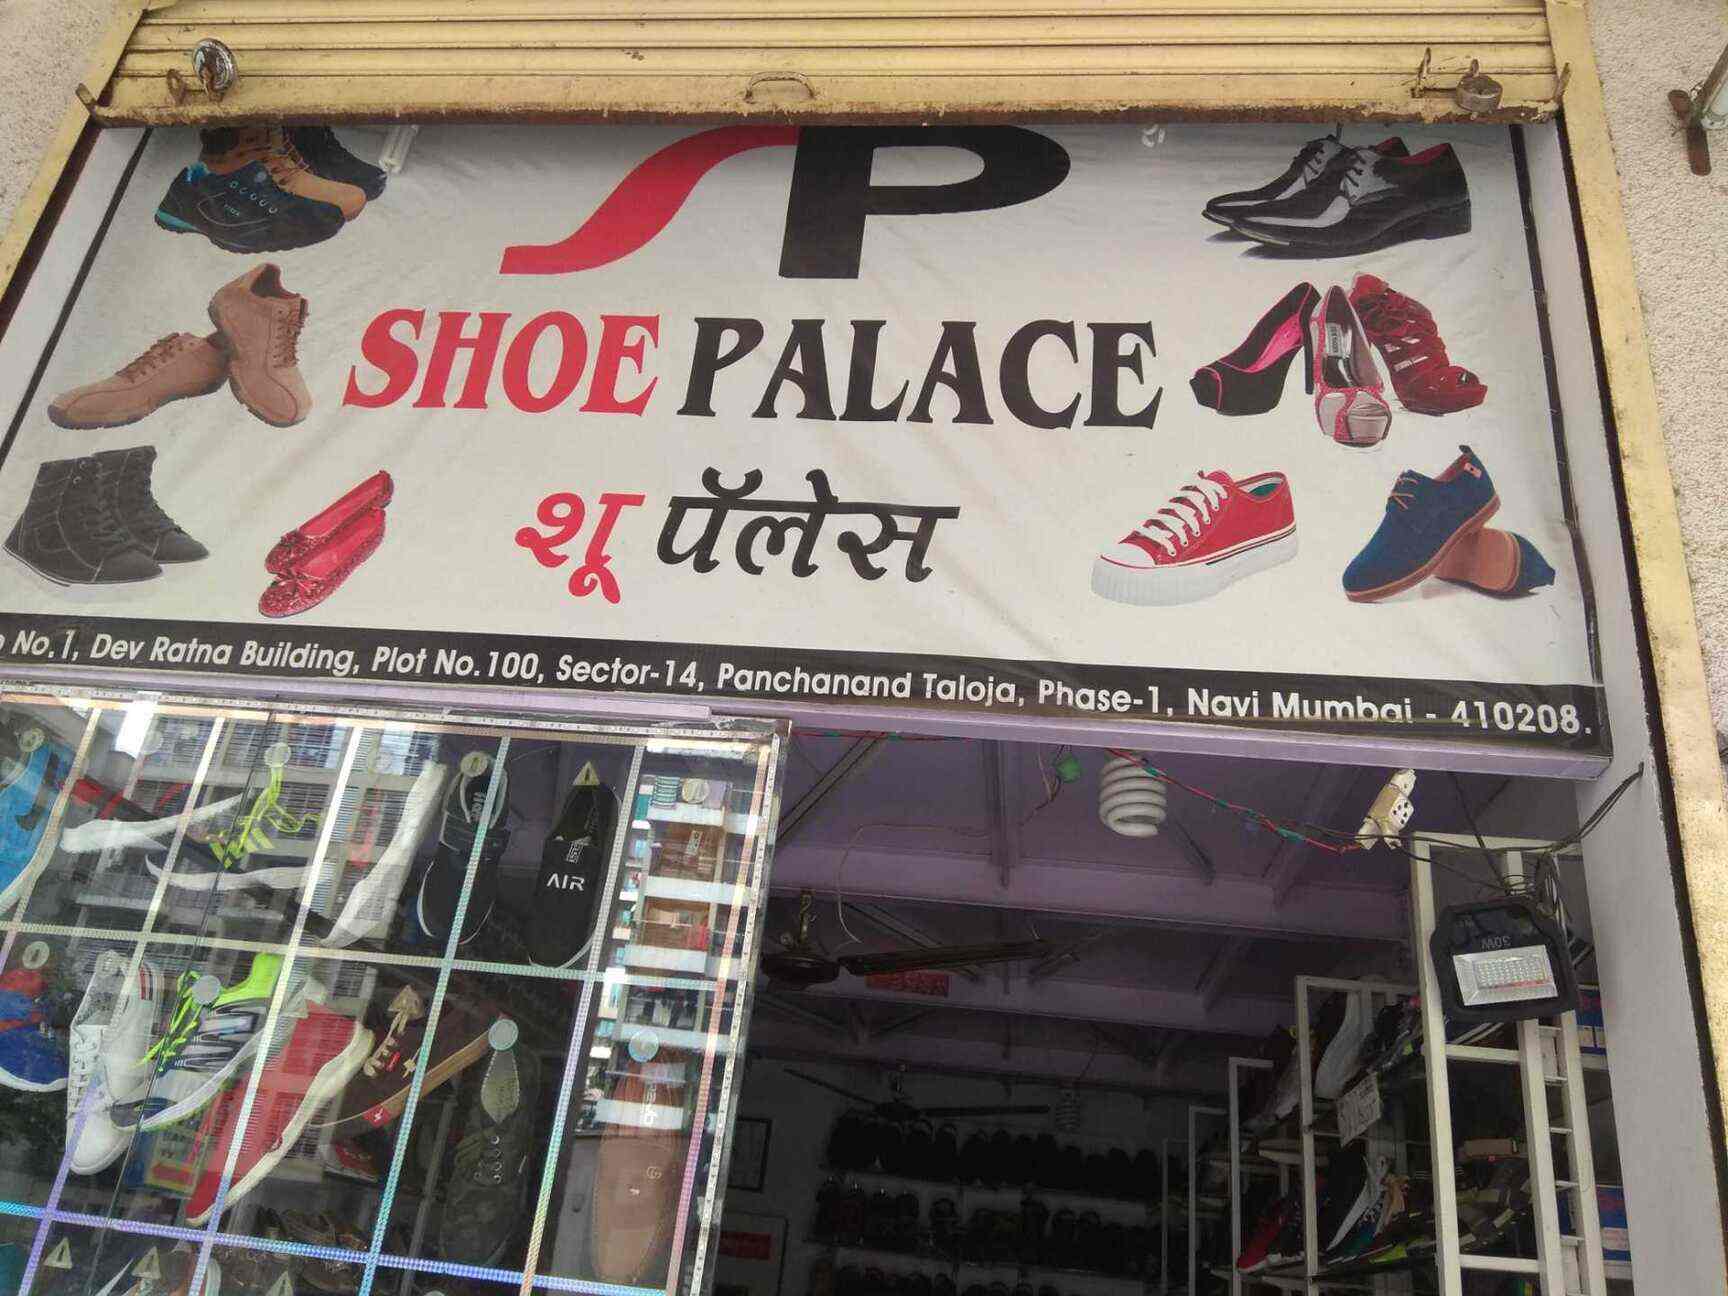 SP
SHOE PALACE
शू पॅलेस
No.1, Dev Ratna Building, Plot No.100, Sector-14, Panchanand Taloja, Phase-1, Navi Mumbai - 410208.
AIR
30W